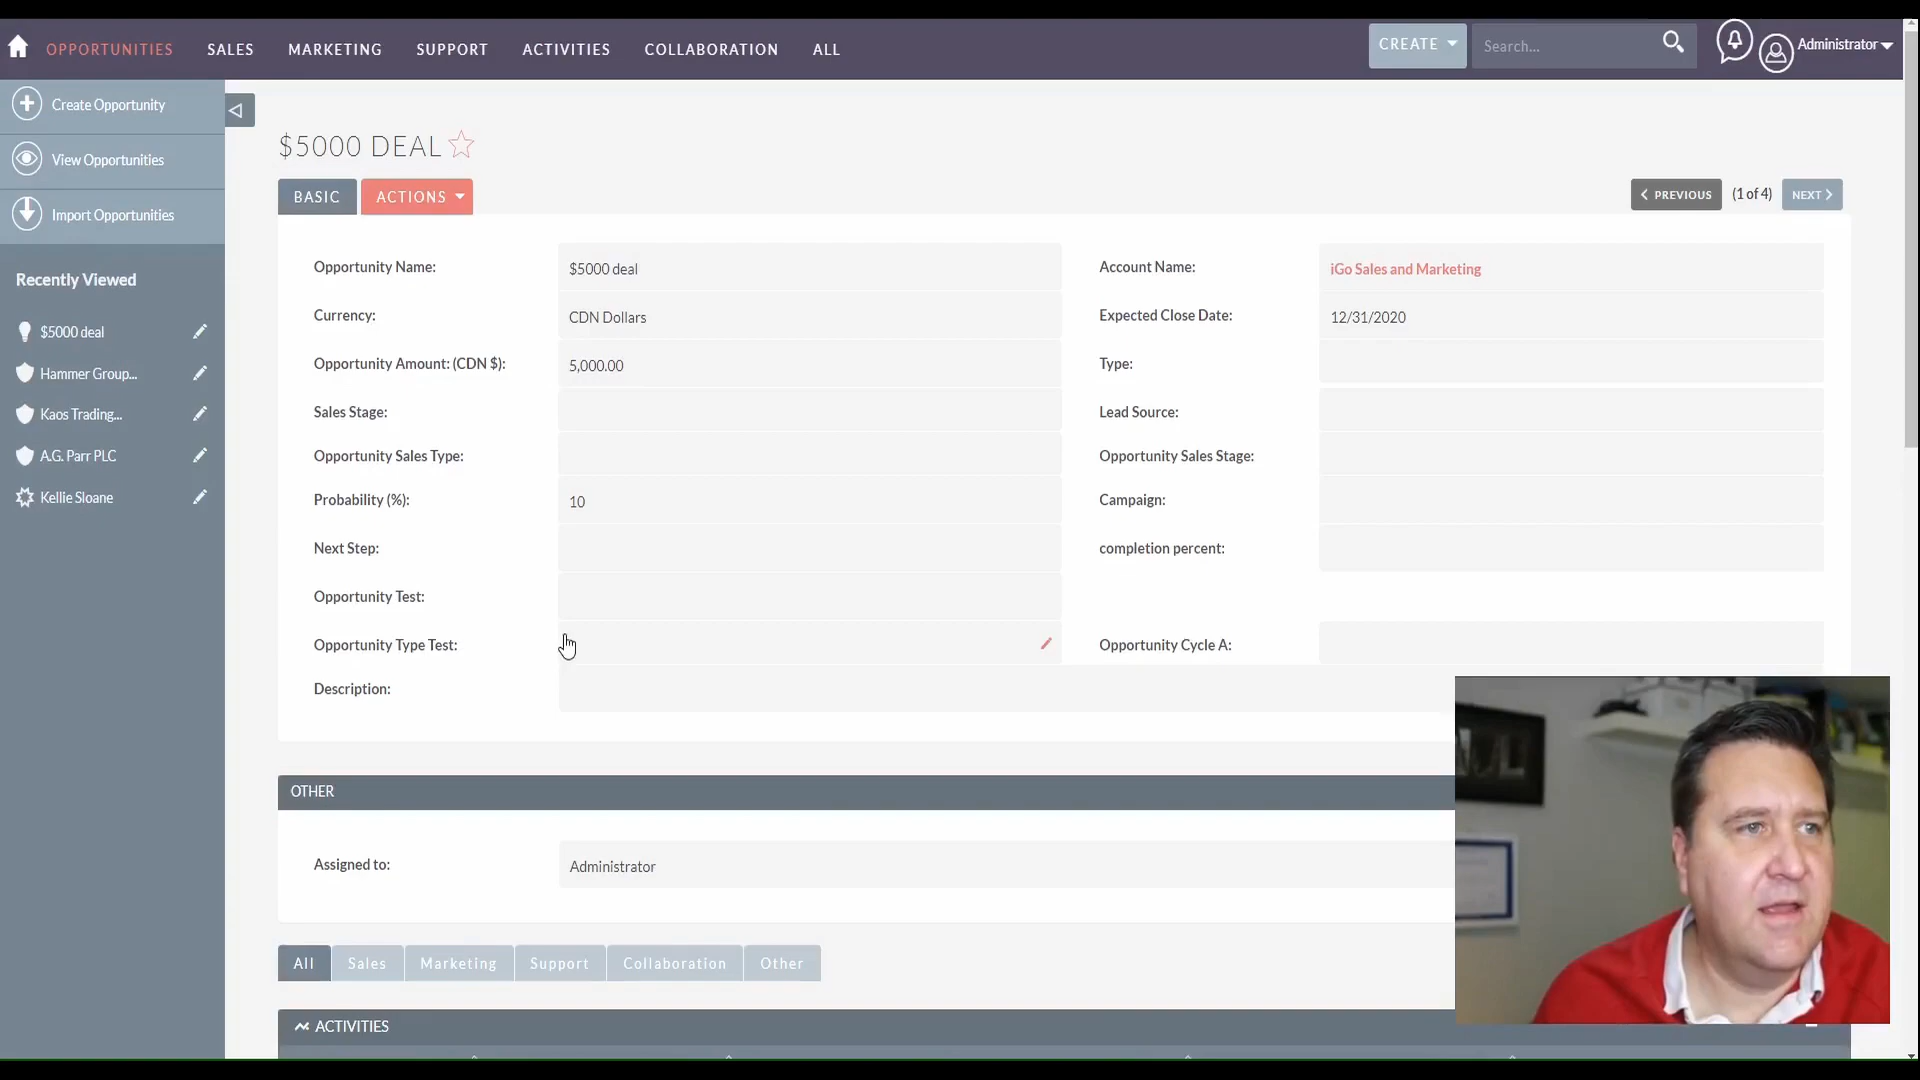 OPPORTUNITIES SALES MARKETING SUPPORT ACTIVITIES COLLABORATION ALL CREATE Search... Administrator
Create Opportunity
View Opportunities
Import Opportunities
Recently Viewed
$5000 deal
Hammer Group...
Kaos Trading...
A.G. Parr PLC
Kellie Sloane
$5000 DEAL
BASIC ACTIONS PREVIOUS (1 of 4) NEXT
Opportunity Name: $5000 deal Account Name: iGo Sales and Marketing
Currency: CDN Dollars Expected Close Date: 12/31/2020
Opportunity Amount: (CDN $): 5,000.00 Type:
Sales Stage: Lead Source:
Opportunity Sales Type: Opportunity Sales Stage:
Probability (%): 10 Campaign:
Next Step: completion percent:
Opportunity Test:
Opportunity Type Test: Opportunity Cycle A:
Description:
OTHER
Assigned to: Administrator
All Sales Marketing Support Collaboration Other
ACTIVITIES